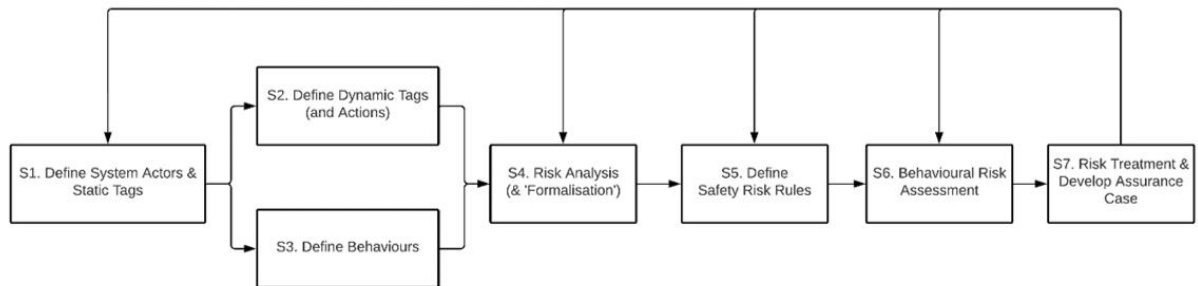 S1. Define System Actors &
Static Tags
S2. Define Dynamic Tags
(and Actions)
S3. Define Behaviours
S4. Risk Analysis
(& 'Formalisation')
S5. Define
Safety Risk Rules
S6. Behavioural Risk
Assessment
S7. Risk Treatment &
Develop Assurance
Case